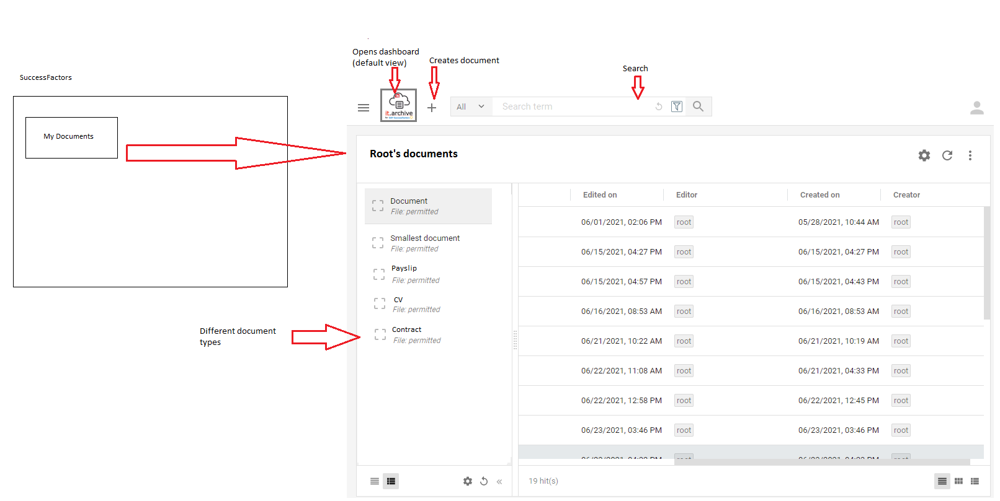 Opens dashboard
(default view)
Creates document
Search
SuccessFactors
My Documents
it.archive
for SAP SuccessFactors
All
Search term
Root's documents
Document
File: permitted
Smallest document
File: permitted
Payslip
File: permitted
CV
File: permitted
Contract
File: permitted
Different document
types
Edited on Editor Created on Creator
06/01/2021, 02:06 PM root 05/28/2021, 10:44 AM root
06/15/2021, 04:27 PM root 06/15/2021, 04:27 PM root
06/15/2021, 04:57 PM root 06/15/2021, 04:43 PM root
06/16/2021, 08:53 AM root 06/16/2021, 08:53 AM root
06/21/2021, 10:22 AM root 06/21/2021, 10:19 AM root
06/22/2021, 11:08 AM root 06/21/2021, 04:33 PM root
06/22/2021, 12:58 PM root 06/22/2021, 12:45 PM root
06/23/2021, 03:46 PM root 06/23/2021, 03:46 PM root
19 hit(s)